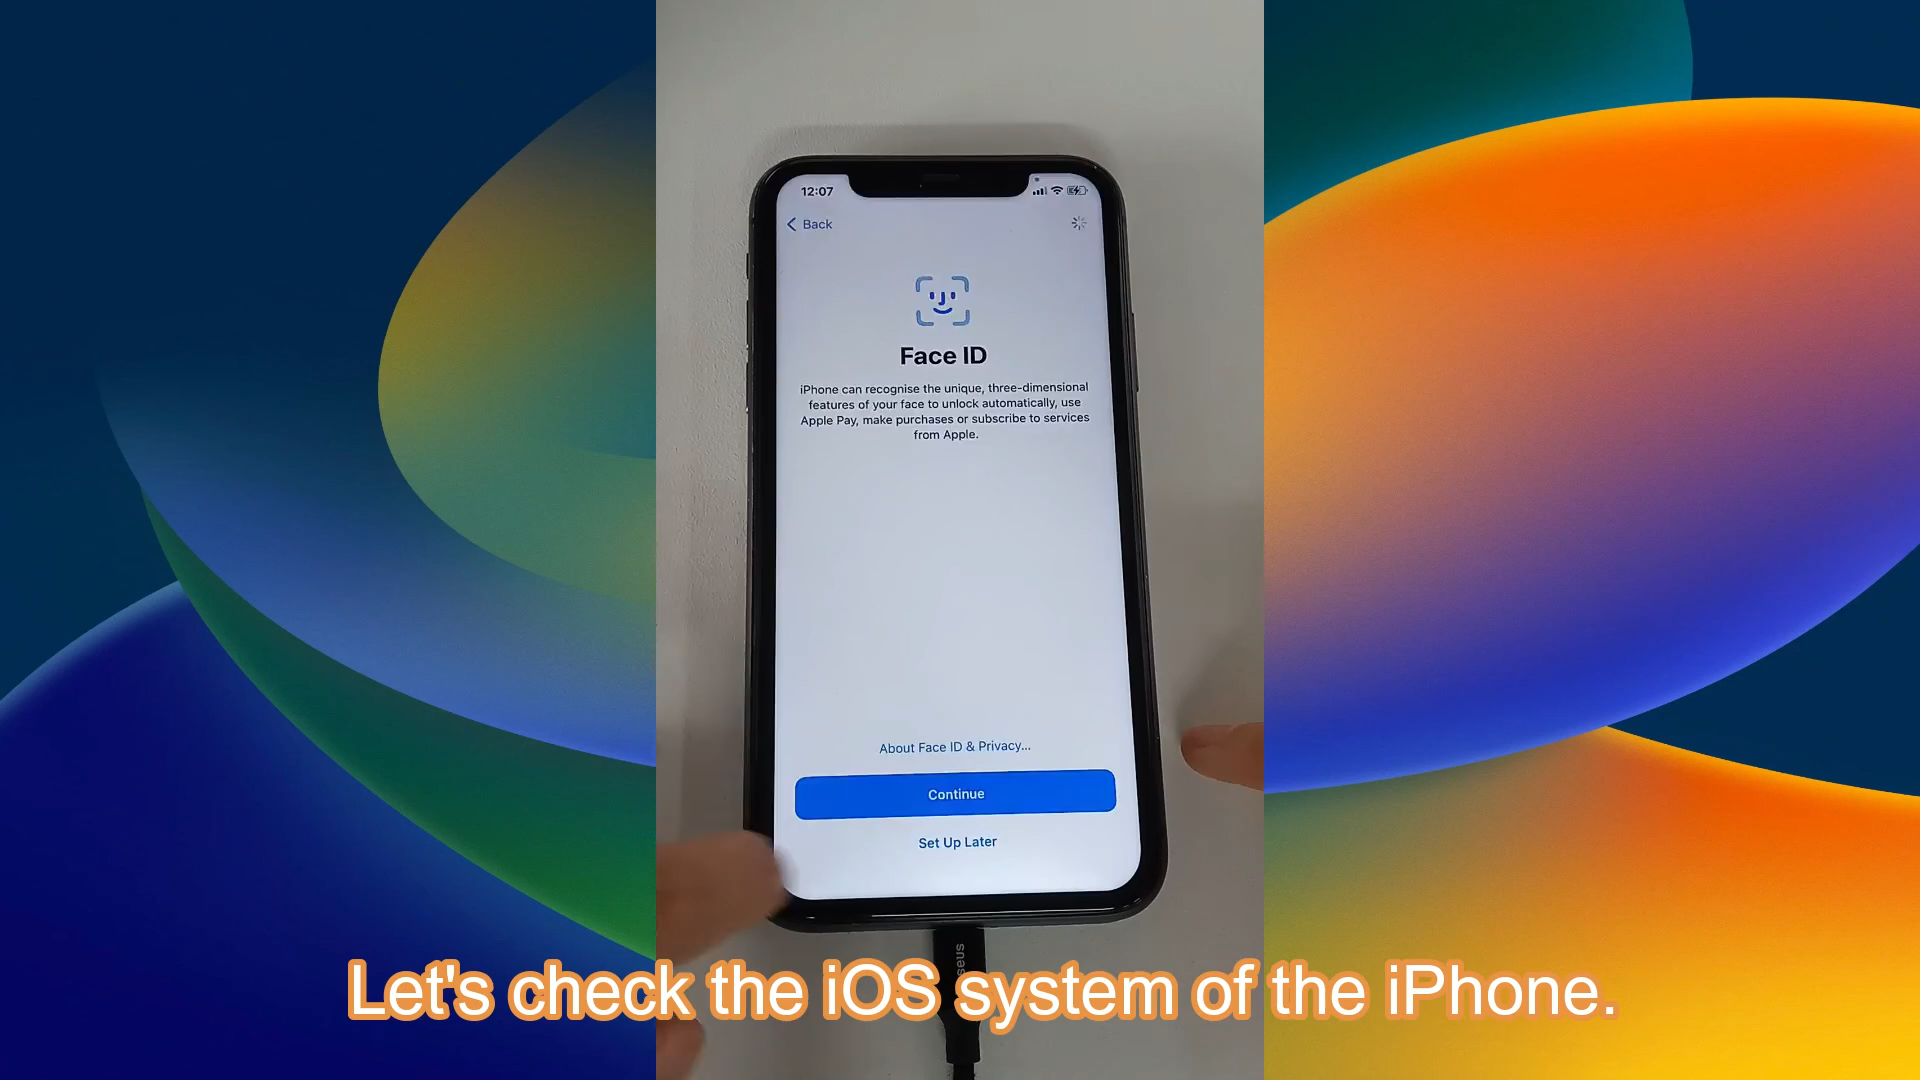 12:07
Back
Face ID
iPhone can recognise the unique, three-dimensional
features of your face to unlock automatically, use
Apple Pay, make purchases or subscribe to services
from Apple.
About Face ID & Privacy...
Continue
Set Up Later
seus
Let's check the iOS system of the iPhone.